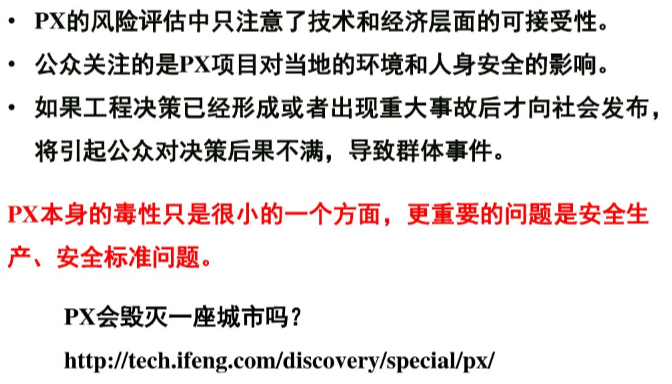 • PX的风险评估中只注意了技术和经济层面的可接受性。
• 公众关注的是PX项目对当地的环境和人身安全的影响。
• 如果工程决策已经形成或者出现重大事故后才向社会发布，
将引起公众对决策后果不满，导致群体事件。
PX本身的毒性只是很小的一个方面，更重要的问题是安全生
产、安全标准问题。
PX会毁灭一座城市吗？
http://tech.ifeng.com/discovery/special/px/